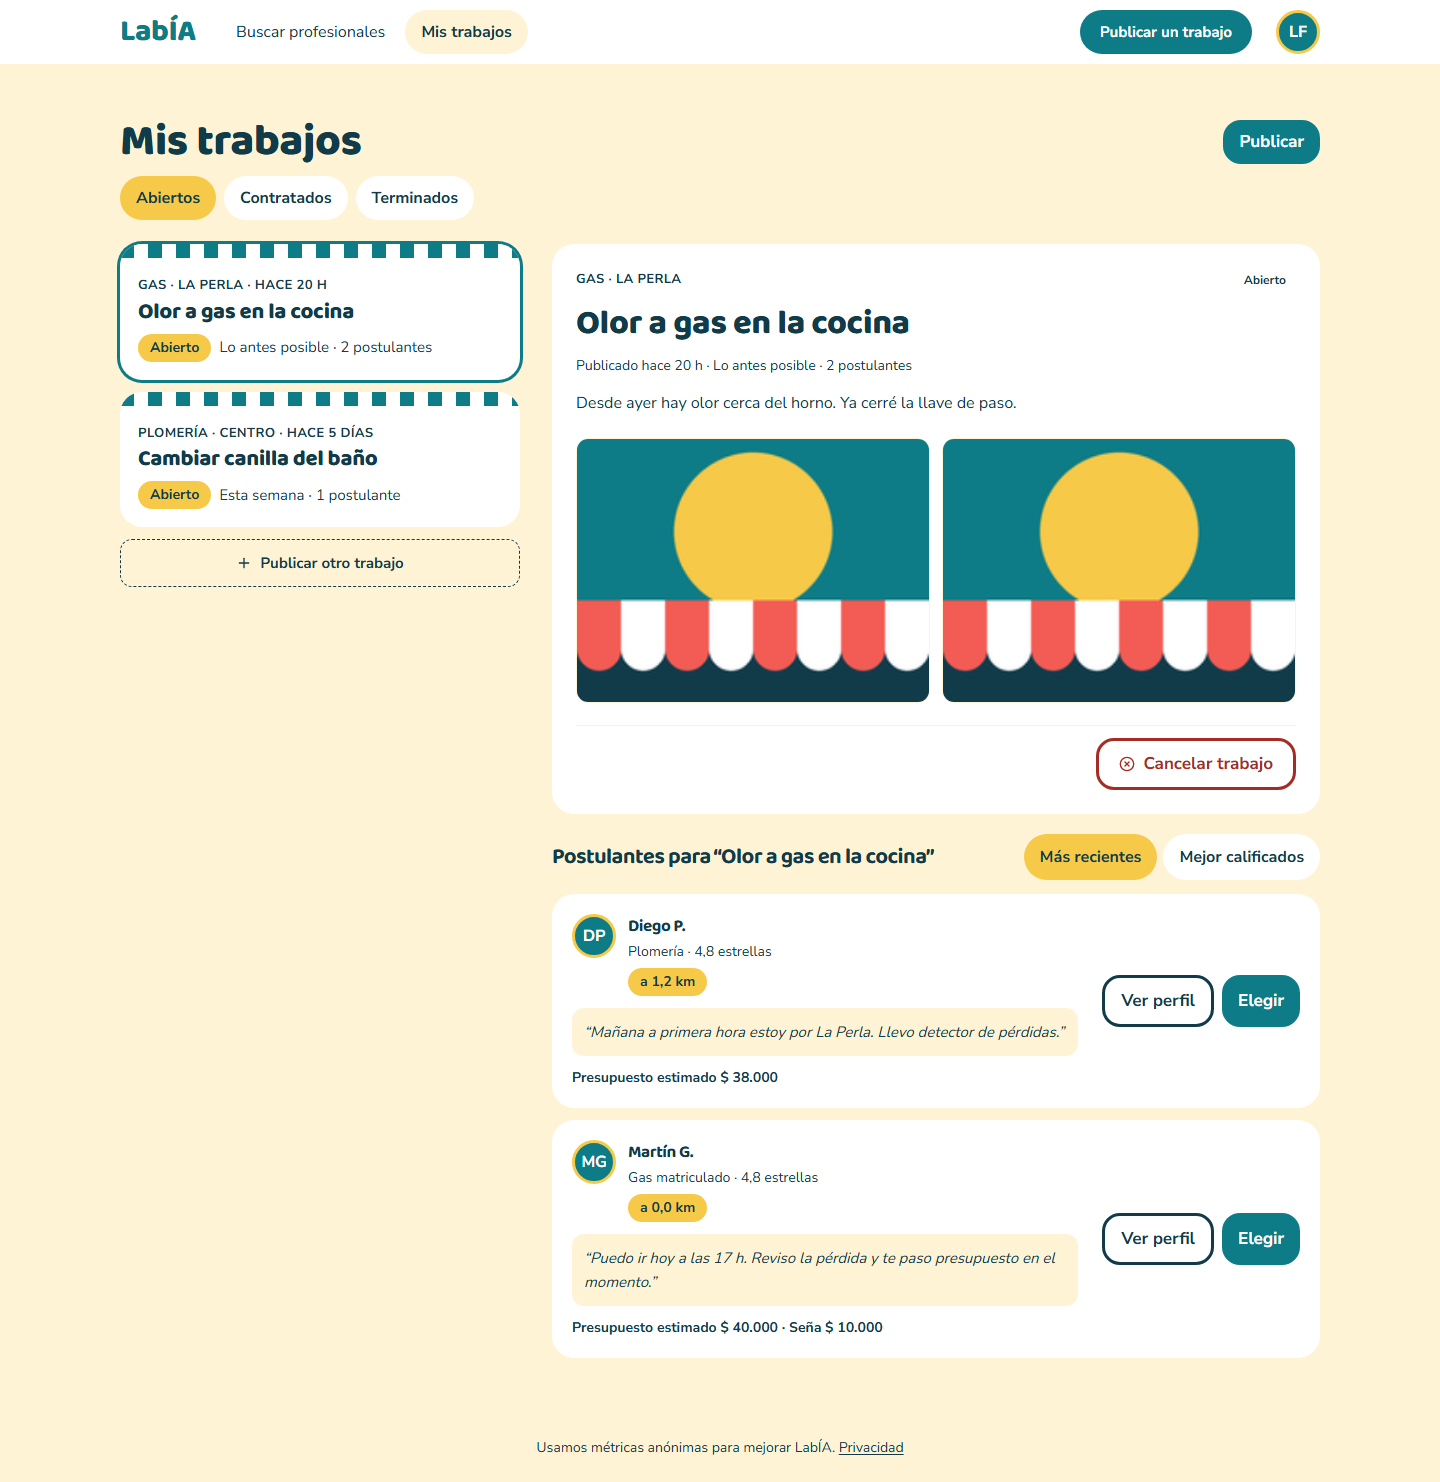 LabÍA
Buscar profesionales
Mis trabajos
Publicar un trabajo
LF
Mis trabajos
Publicar
Abiertos
Contratados
Terminados
GAS · LA PERLA · HACE 20 H
Olor a gas en la cocina
Abierto
Lo antes posible · 2 postulantes
PLOMERÍA · CENTRO · HACE 5 DÍAS
Cambiar canilla del baño
Abierto
Esta semana · 1 postulante
+ Publicar otro trabajo
GAS · LA PERLA
Abierto
Olor a gas en la cocina
Publicado hace 20 h · Lo antes posible · 2 postulantes
Desde ayer hay olor cerca del horno. Ya cerré la llave de paso.
Cancelar trabajo
Postulantes para “Olor a gas en la cocina”
Más recientes
Mejor calificados
DP
Diego P.
Plomería · 4,8 estrellas
a 1,2 km
“Mañana a primera hora estoy por La Perla. Llevo detector de pérdidas.”
Presupuesto estimado $ 38.000
Ver perfil
Elegir
MG
Martín G.
Gas matriculado · 4,8 estrellas
a 0,0 km
“Puedo ir hoy a las 17 h. Reviso la pérdida y te paso presupuesto en el
momento.”
Presupuesto estimado $ 40.000 · Seña $ 10.000
Ver perfil
Elegir
Usamos métricas anónimas para mejorar LabÍA. Privacidad